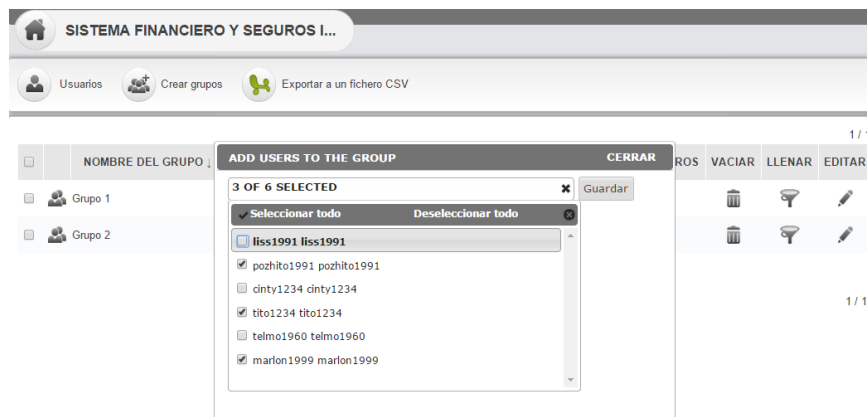 SISTEMA FINANCIERO Y SEGUROS I...
Usuarios Crear grupos Exportar a un fichero CSV
1 / 1
NOMBRE DEL GRUPO ↓ ROS VACIAR LLENAR EDITAR
ADD USERS TO THE GROUP CERRAR
3 OF 6 SELECTED Guardar
Seleccionar todo Deseleccionar todo
Grupo 1
Grupo 2
liss1991 liss1991
pozhito1991 pozhito1991
cinty1234 cinty1234
tito1234 tito1234
telmo1960 telmo1960
marlon1999 marlon1999
1 / 1